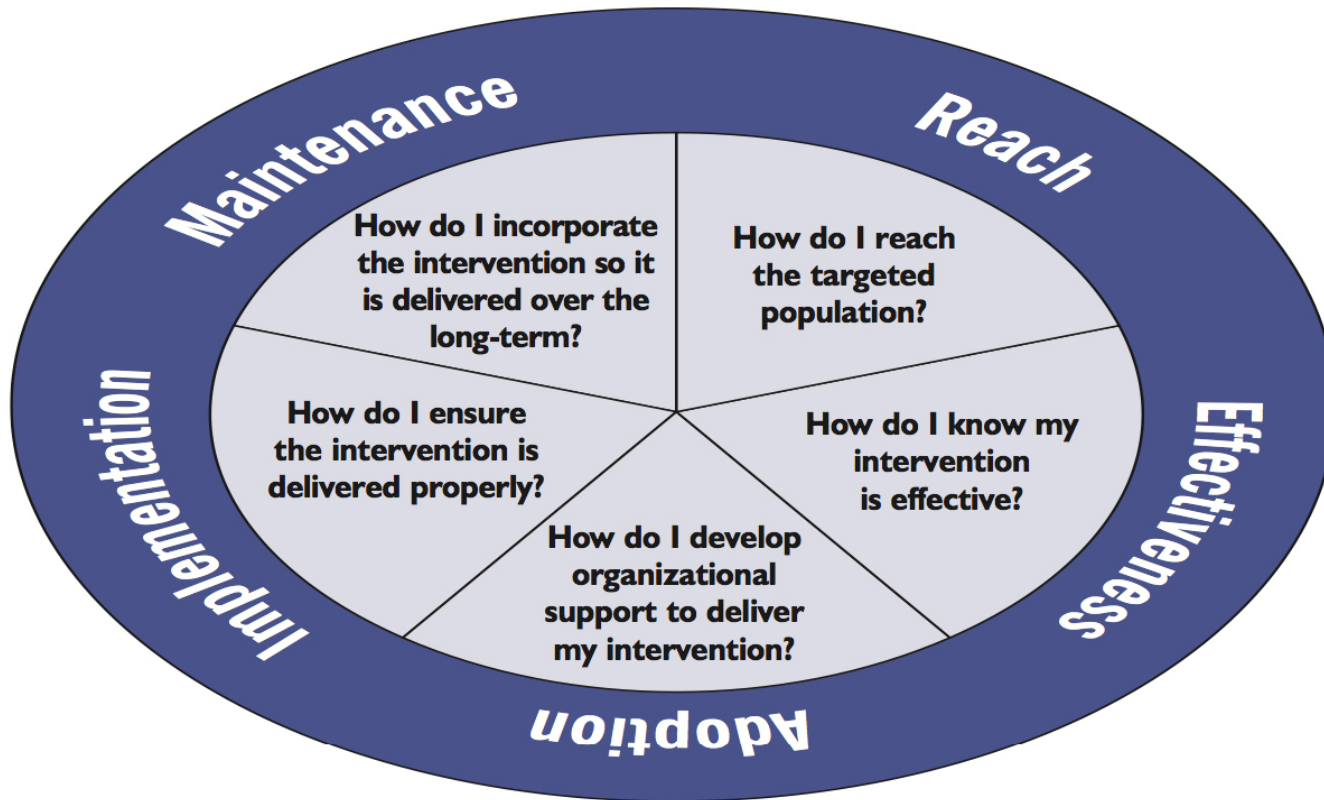 Reach
How do I reach
the targeted
population?
Effectiveness
How do I know my
intervention
is effective?
Adoption
How do I develop
organizational
support to deliver
my intervention?
Implementation
How do I ensure
the intervention is
delivered properly?
Maintenance
How do I incorporate
the intervention so it
is delivered over the
long-term?